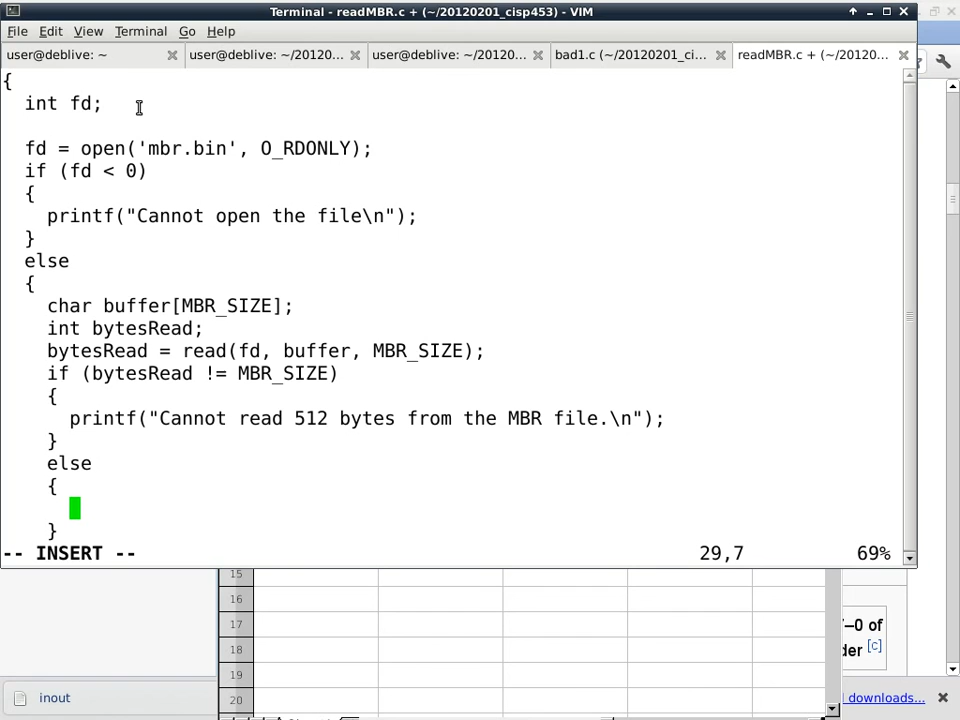 Terminal - readMBR.c + (~/20120201_cisp453) - VIM
File Edit View Terminal Go Help
user@deblive: ~ user@deblive: ~/20120... user@deblive: ~/20120... bad1.c (~/20120201_ci... readMBR.c + (~/20120...
{
  int fd;
  fd = open('mbr.bin', O_RDONLY);
  if (fd < 0)
  {
    printf("Cannot open the file\n");
  }
  else
  {
    char buffer[MBR_SIZE];
    int bytesRead;
    bytesRead = read(fd, buffer, MBR_SIZE);
    if (bytesRead != MBR_SIZE)
    {
      printf("Cannot read 512 bytes from the MBR file.\n");
    }
    else
    {
    }
-- INSERT -- 29,7 69%
15
16
17
18
19
20
–0 of
der [c]
inout
downloads...